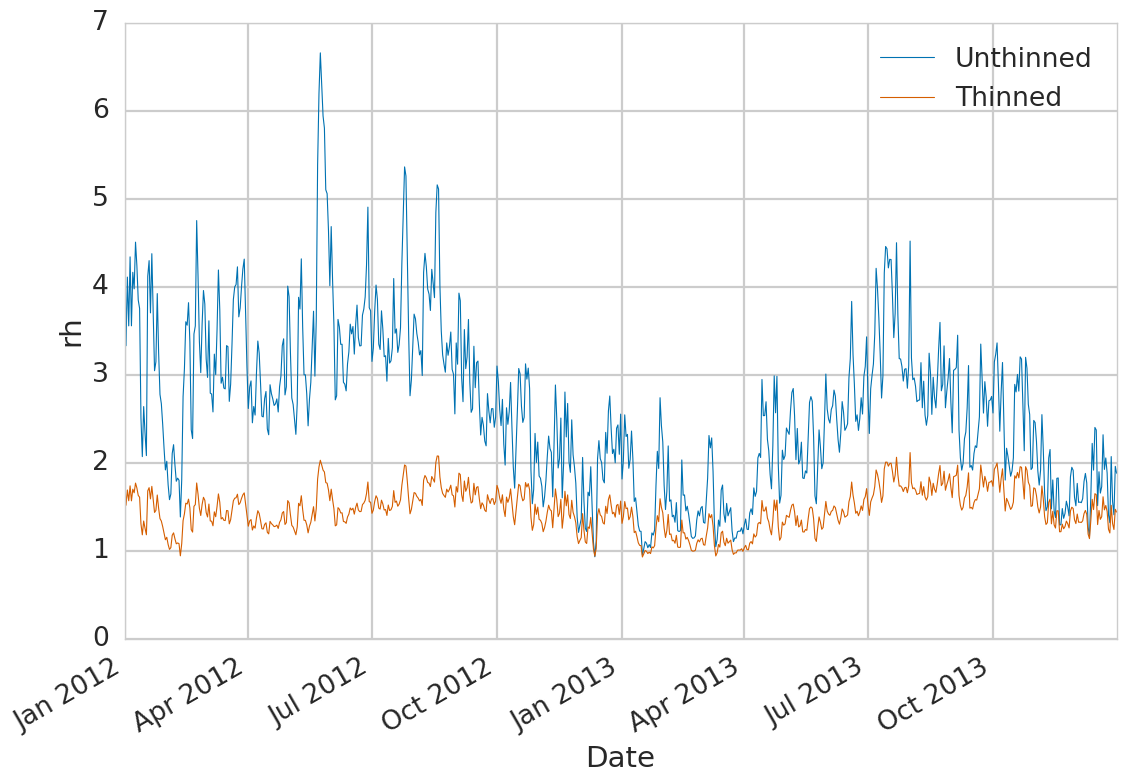 7
6
5
4
3
2
1
0
rh
Unthinned
Thinned
Jan 2012
Apr 2012
Jul 2012
Oct 2012
Jan 2013
Apr 2013
Jul 2013
Oct 2013
Date